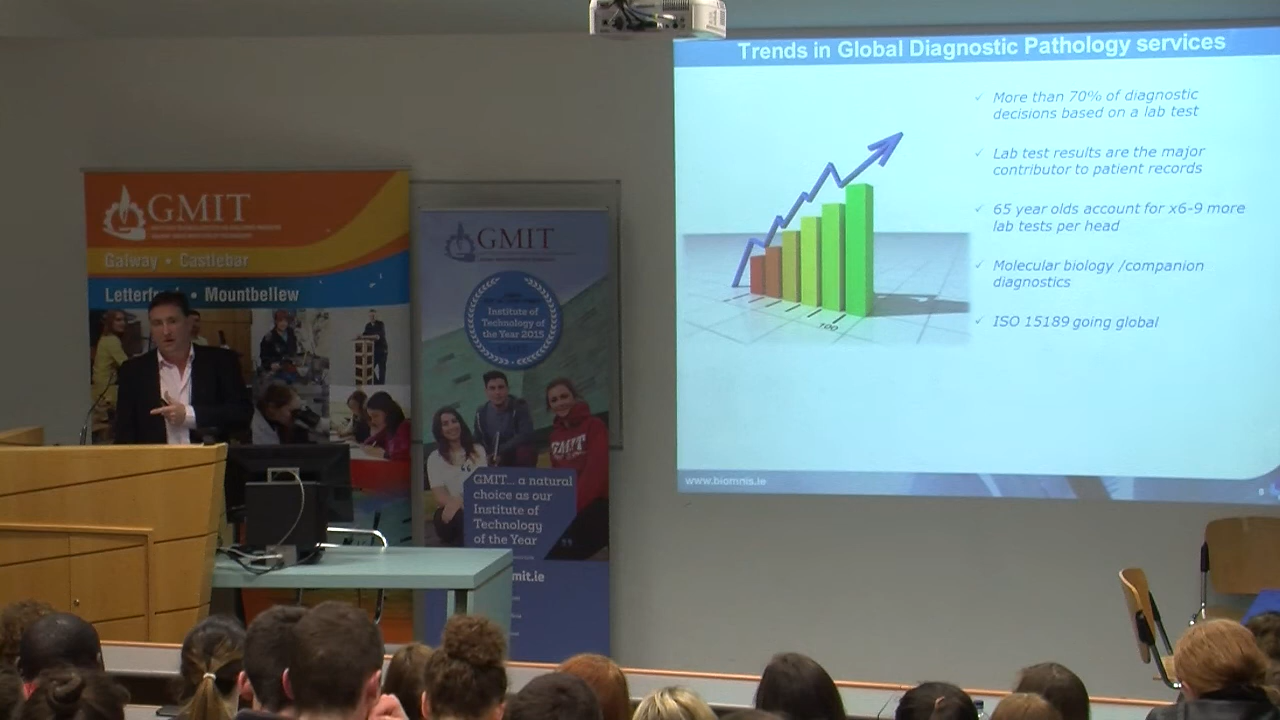 Trends in Global Diagnostic Pathology services
✓ More than 70% of diagnostic
decisions based on a lab test
✓ Lab test results are the major
contributor to patient records
✓ 65 year olds account for x6-9 more
lab tests per head
✓ Molecular biology /companion
diagnostics
✓ ISO 15189 going global
100
www.biomnis.ie
8
GMIT
Galway • Castlebar
• Mountbellew
GMIT
Institute of
Technology of
the Year 2015
GMIT
GMIT... a natural
choice as our
Institute of
Technology
of the Year
mit.ie